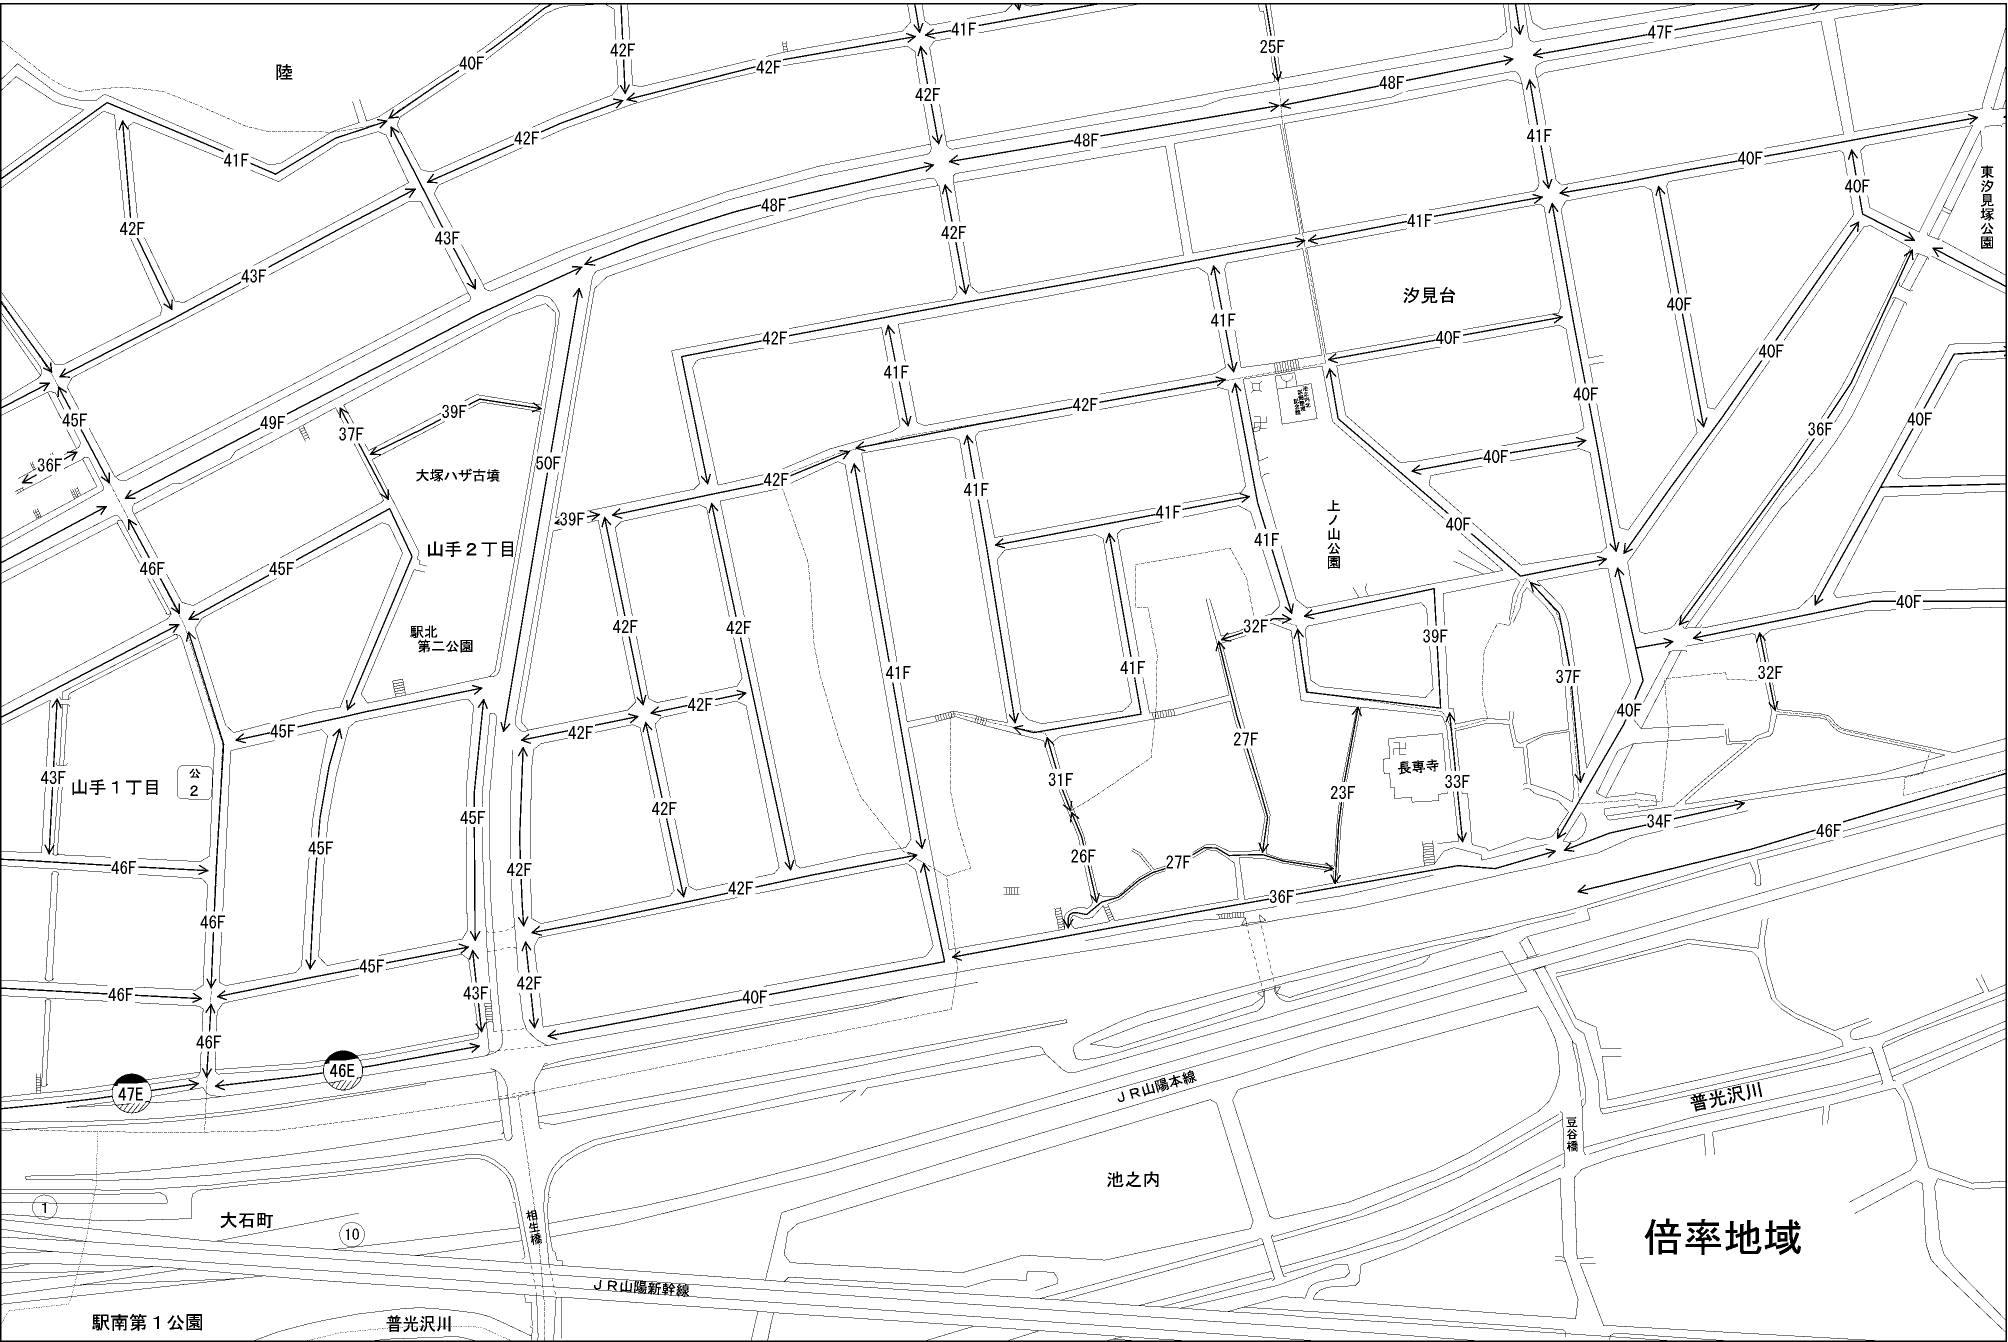 41F
42F
25F
47F
陸
40F
42F
48F
42F
41F
42F
48F
41F
40F
40F
東汐見塚公園
42F
43F
48F
42F
41F
43F
汐見台
40F
41F
42F
40F
40F
41F
39F
42F
40F
40F
45F
49F
37F
36F
大塚ハザ古墳
50F
42F
41F
36F
40F
40F
上ノ山公園
39F
41F
41F
40F
山手2丁目
46F
45F
駅北
第二公園
42F
42F
41F
41F
32F
39F
40F
37F
32F
45F
42F
42F
27F
40F
43F
山手1丁目
公
2
31F
23F
長専寺
33F
45F
42F
34F
46F
45F
46F
42F
26F
27F
42F
36F
46F
45F
43F
42F
46F
40F
46F
46E
47E
JR山陽本線
普光沢川
豆谷橋
池之内
1
大石町
10
相生橋
倍率地域
JR山陽新幹線
駅南第1公園
普光沢川